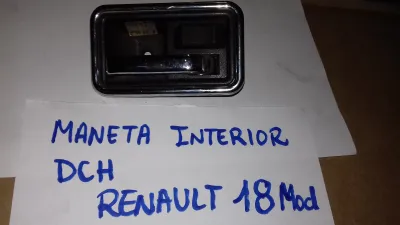 MANETA INTERIOR
DCH
RENAULT 18 Mod